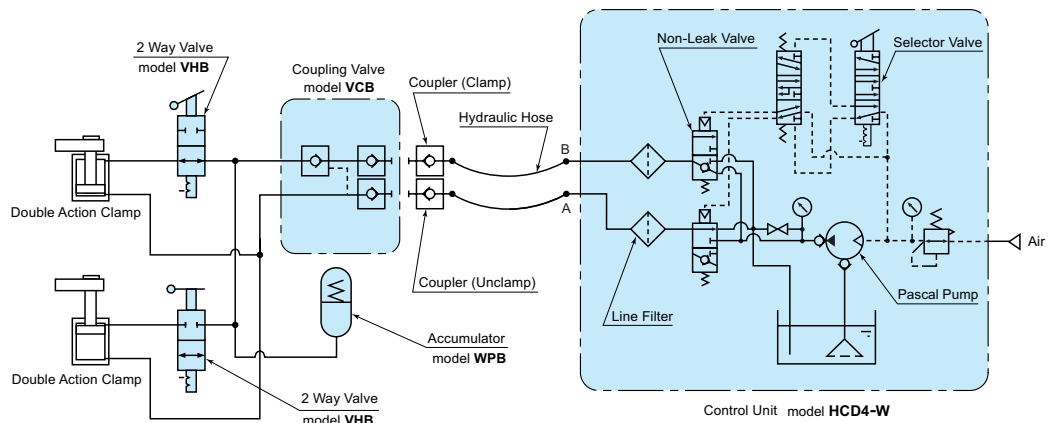 2 Way Valve
model VHB
Coupling Valve
model VCB
Coupler (Clamp)
Hydraulic Hose
Non-Leak Valve
Selector Valve
B
A
Double Action Clamp
Coupler (Unclamp)
Line Filter
Pascal Pump
Air
Accumulator
model WPB
Double Action Clamp
2 Way Valve
model VHB
Control Unit model HCD4-W